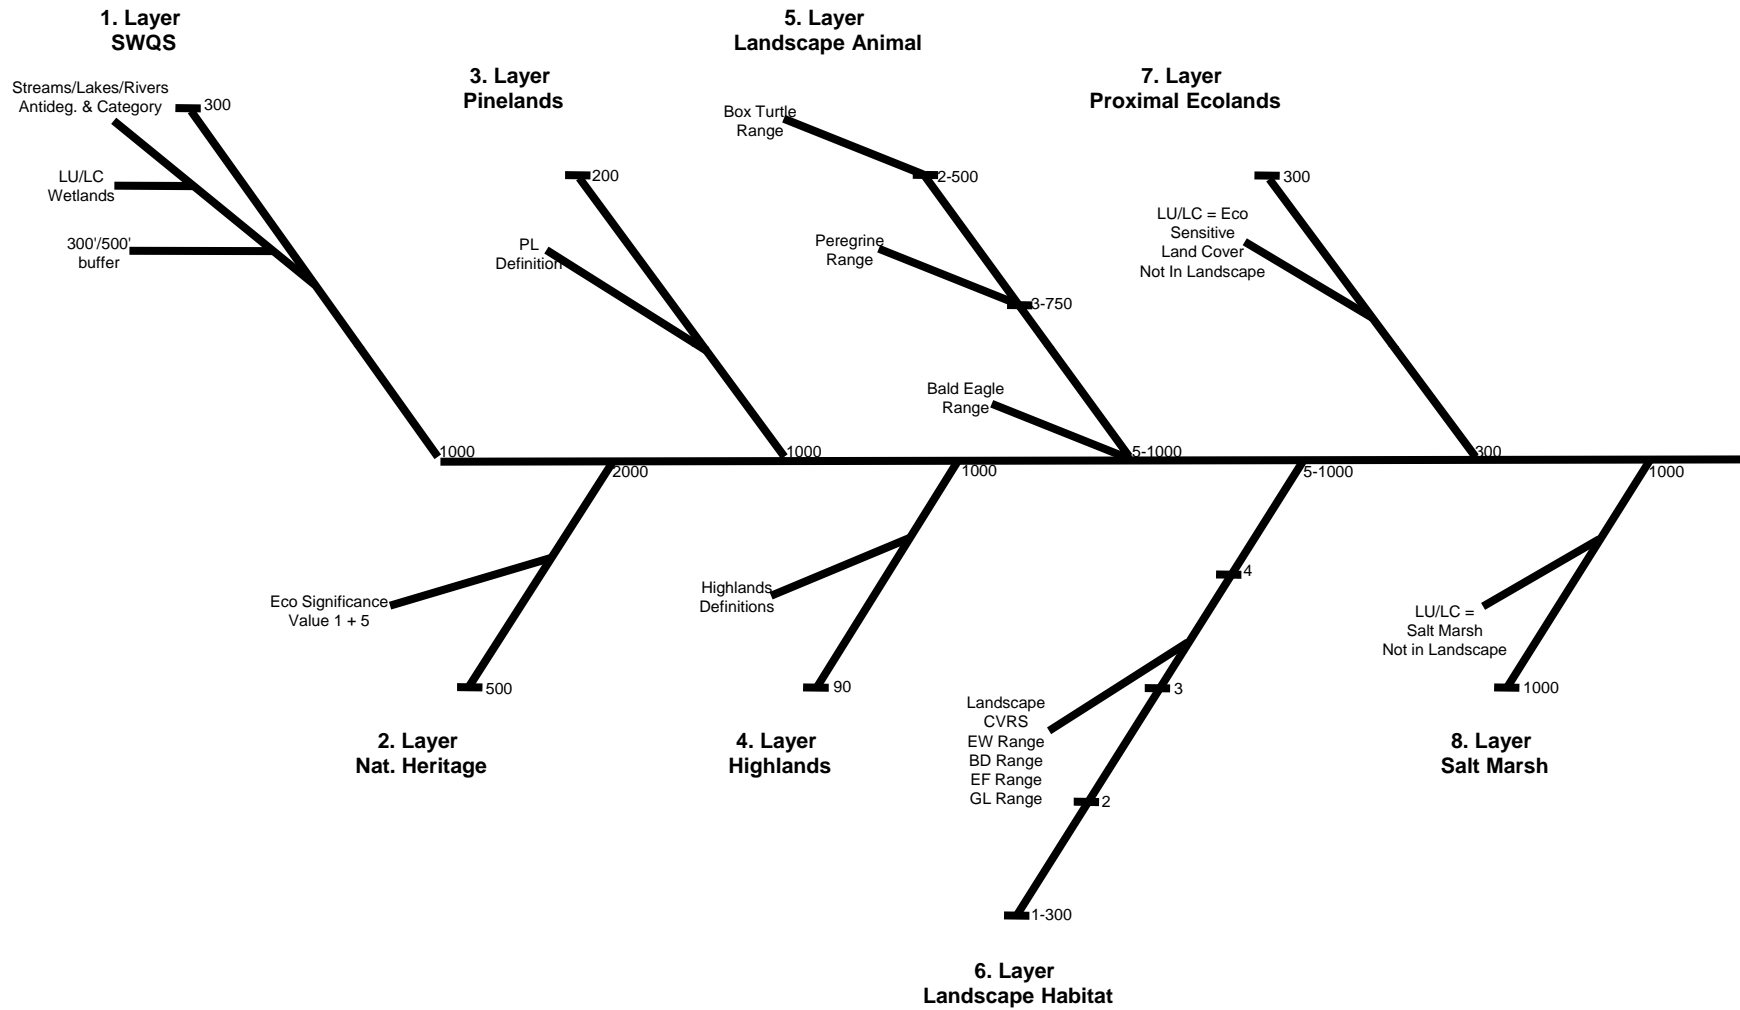 1. Layer
SWQS
Streams/Lakes/Rivers
Antideg. & Category
300
LU/LC
Wetlands
300'/500'
buffer
1000
3. Layer
Pinelands
200
PL
Definition
1000
5. Layer
Landscape Animal
Box Turtle
Range
2-500
Peregrine
Range
3-750
Bald Eagle
Range
5-1000
7. Layer
Proximal Ecolands
300
LU/LC = Eco
Sensitive
Land Cover
Not In Landscape
300
2000
Eco Significance
Value 1 + 5
500
2. Layer
Nat. Heritage
1000
Highlands
Definitions
90
4. Layer
Highlands
5-1000
4
3
Landscape
CVRS
EW Range
BD Range
EF Range
GL Range
2
1-300
6. Layer
Landscape Habitat
1000
LU/LC =
Salt Marsh
Not in Landscape
1000
8. Layer
Salt Marsh